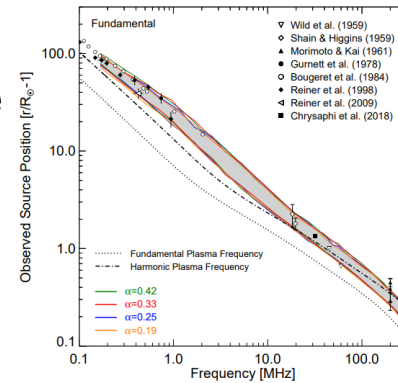 Fundamental
Wild et al. (1959)
Shain & Higgins (1959)
Morimoto & Kai (1961)
Gurnett et al. (1978)
Bougeret et al. (1984)
Reiner et al. (1998)
Reiner et al. (2009)
Chrysaphi et al. (2018)
100.0
10.0
1.0
0.1
Observed Source Position [r/R⊙-1]
Fundamental Plasma Frequency
Harmonic Plasma Frequency
α=0.42
α=0.33
α=0.25
α=0.19
0.1 1.0 10.0 100.0
Frequency [MHz]